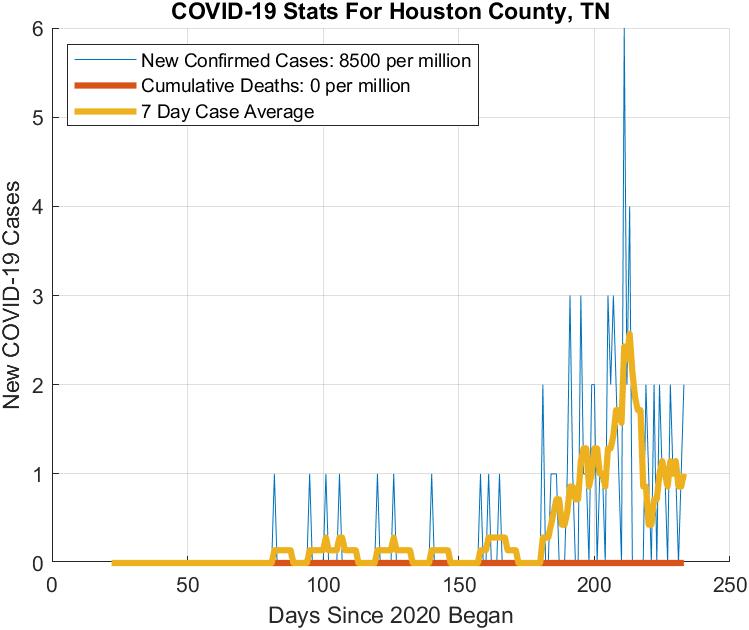 COVID-19 Stats For Houston County, TN
New Confirmed Cases: 8500 per million
Cumulative Deaths: 0 per million
7 Day Case Average
New COVID-19 Cases
6
5
4
3
2
1
0
0 50 100 150 200 250
Days Since 2020 Began